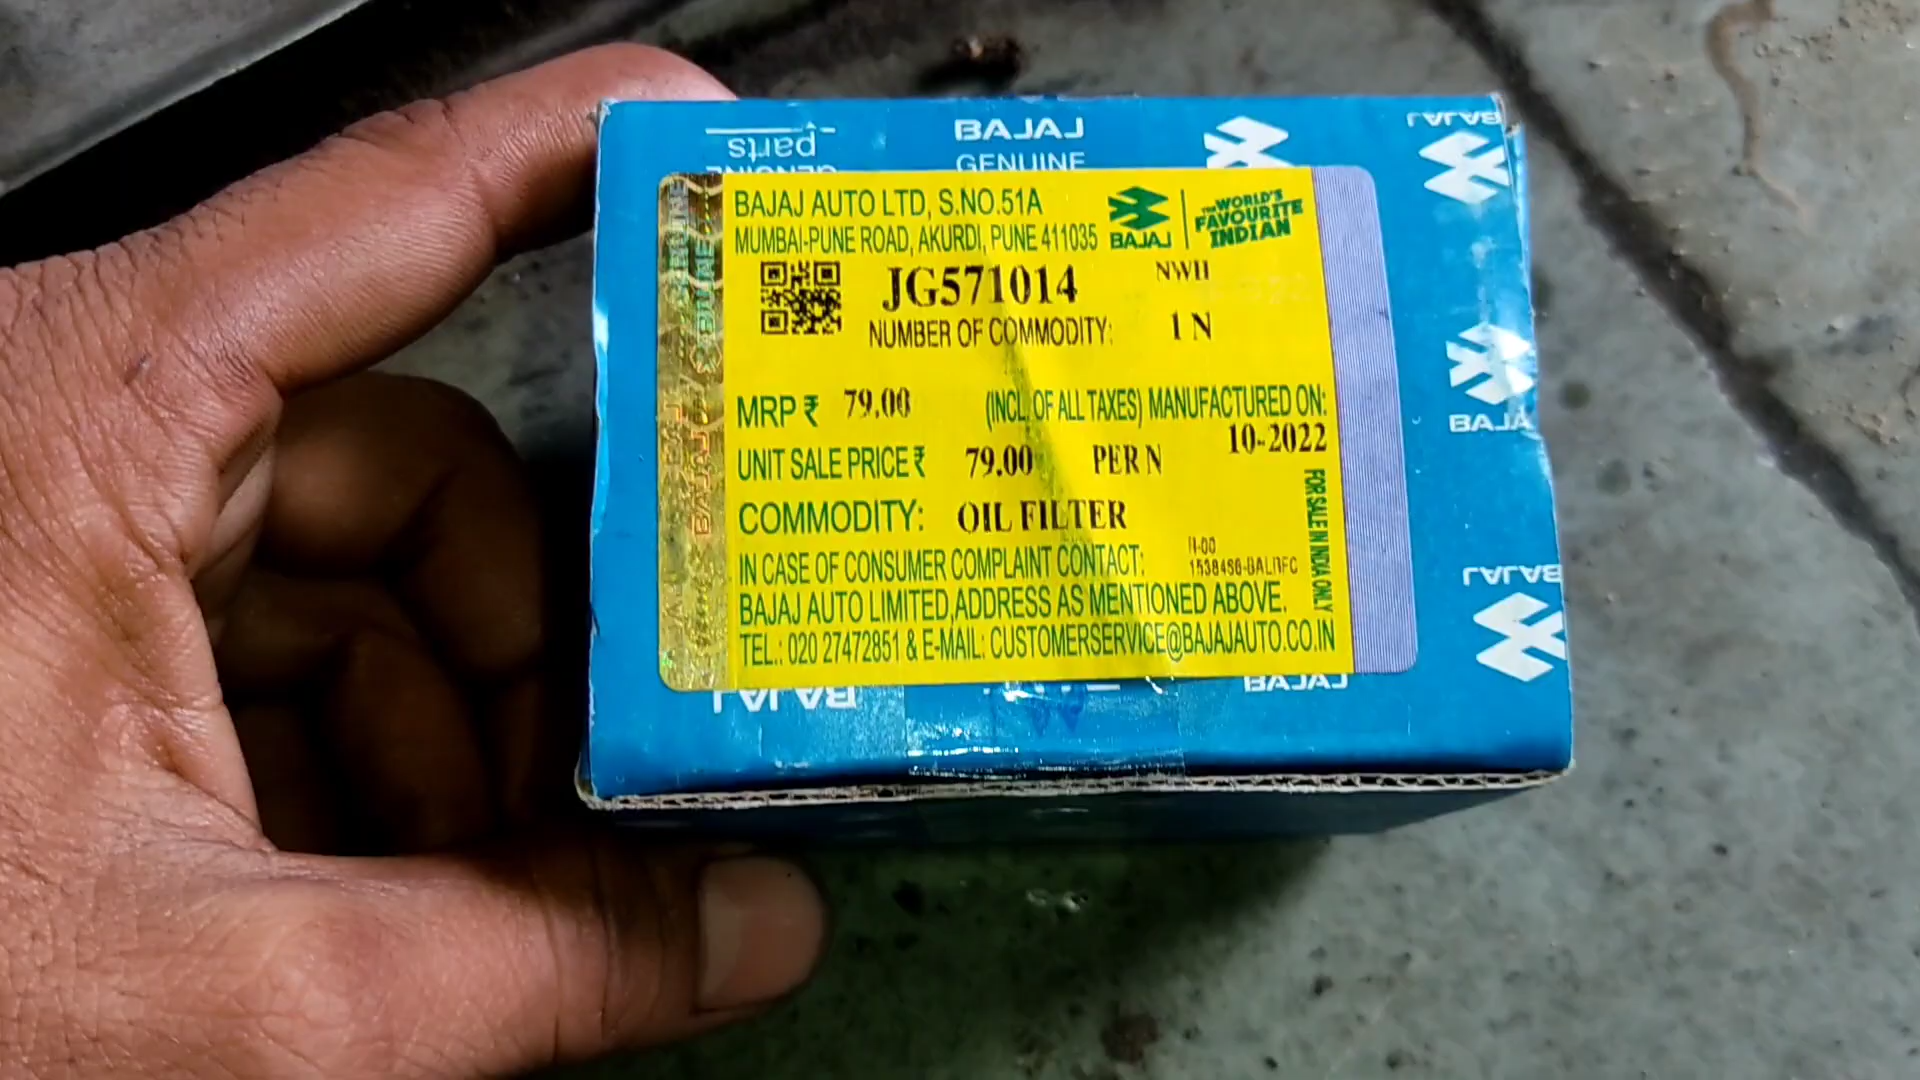 BAJAJ
GENUINE
parts
BAJAJ
BAJAJ AUTO LTD, S.NO.51A
MUMBAI-PUNE ROAD, AKURDI, PUNE 411035
BAJAJ
THE WORLD'S
FAVOURITE
INDIAN
JG571014
NWH
NUMBER OF COMMODITY: 1 N
MRP ₹ 79.00 (INCL. OF ALL TAXES) MANUFACTURED ON:
10-2022
UNIT SALE PRICE ₹ 79.00 PER N
COMMODITY: OIL FILTER
IN CASE OF CONSUMER COMPLAINT CONTACT:
BAJAJ AUTO LIMITED,ADDRESS AS MENTIONED ABOVE.
TEL.: 020 27472851 & E-MAIL: CUSTOMERSERVICE@BAJAJAUTO.CO.IN
FOR SALE IN INDIA ONLY
BAJAJ
GENUINE
BAJAJ
BAJAJ
BAJAJ
BAJAJ